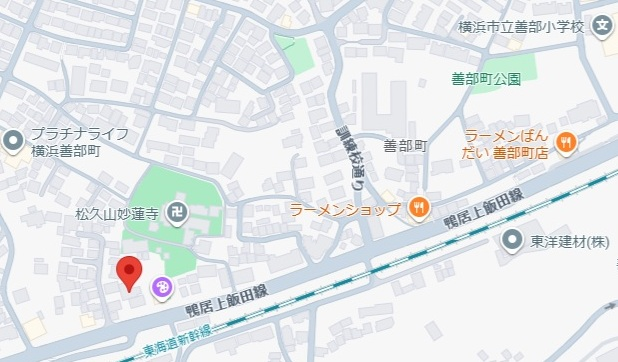 横浜市立善部小学校
善部町公園
プラチナライフ
横浜善部町
訓練校通り
善部町
ラーメンばん
だい 善部町店
松久山妙蓮寺
ラーメンショップ
鴨居上飯田線
東洋建材(株)
鴨居上飯田線
東海道新幹線